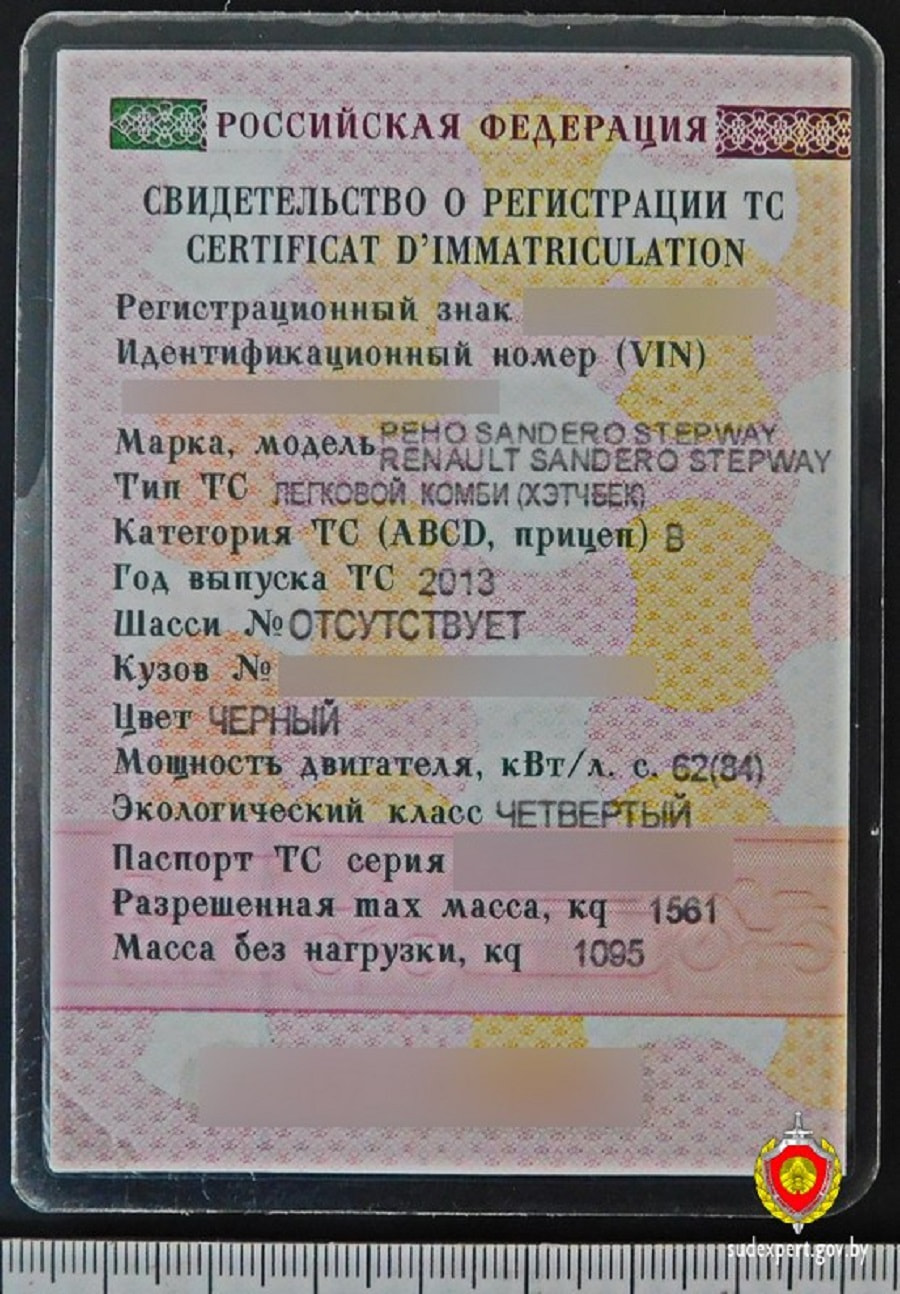 РОССИЙСКАЯ ФЕДЕРАЦИЯ
СВИДЕТЕЛЬСТВО О РЕГИСТРАЦИИ ТС
CERTIFICAT D'IMMATRICULATION
Регистрационный знак
Идентификационный номер (VIN)
Марка, модель РЕНО SANDERO STEPWAY
RENAULT SANDERO STEPWAY
Тип ТС ЛЕГКОВОЙ КОМБИ (ХЭТЧБЕК)
Категория ТС (ABCD, прицеп) B
Год выпуска ТС 2013
Шасси № ОТСУТСТВУЕТ
Кузов №
Цвет ЧЕРНЫЙ
Мощность двигателя, кВт/л. с. 62(84)
Экологический класс ЧЕТВЕРТЫЙ
Паспорт ТС серия
Разрешенная max масса, kq 1561
Масса без нагрузки, kq 1095
sudexpert.gov.by